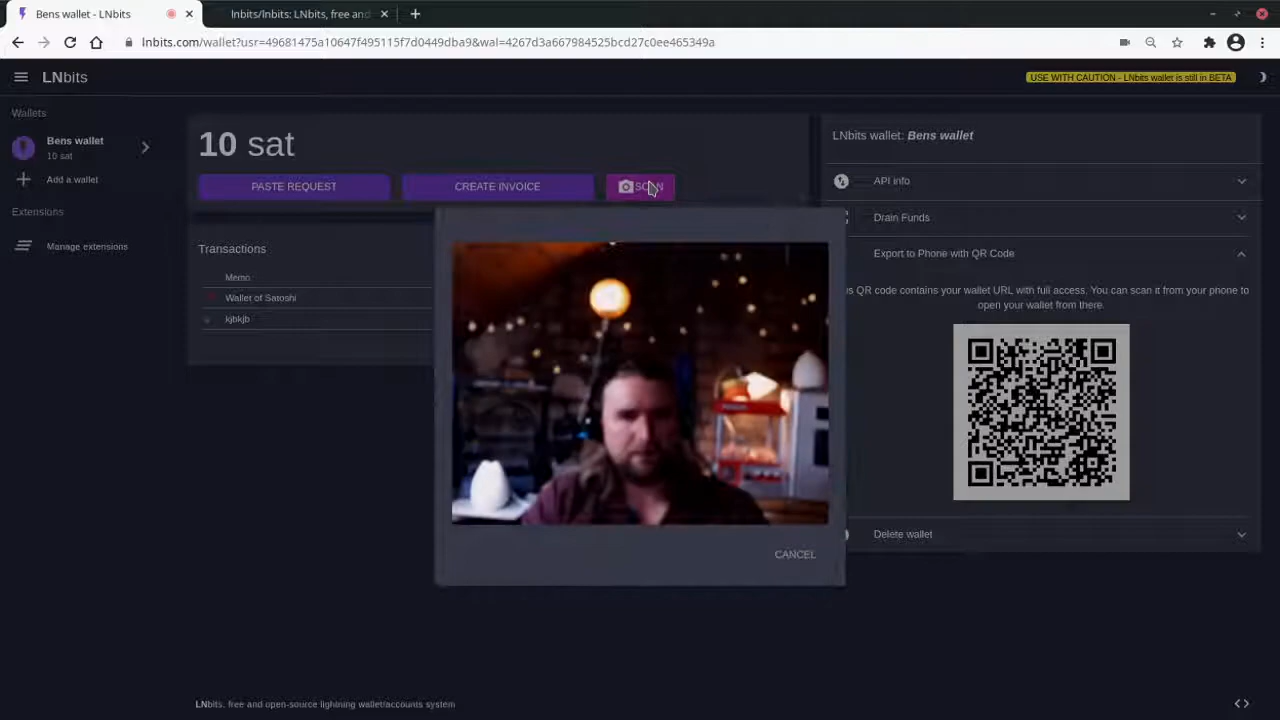 Bens wallet - LNbits
lnbits/lnbits: LNbits, free and
lnbits.com/wallet?usr=49681475a10647f495115f7d0449dba9&wal=4267d3a667984525bcd27c0ee465349a
LNbits
USE WITH CAUTION - LNbits wallet is still in BETA
Wallets
Bens wallet
10 sat
Add a wallet
Extensions
Manage extensions
10 sat
PASTE REQUEST
CREATE INVOICE
SCAN
Transactions
Memo
Waller of Satoshi
kjbkjb
CANCEL
LNbits wallet: Bens wallet
API info
Drain Funds
Export to Phone with QR Code
QR code contains your wallet URL with full access. You can scan it from your phone to
open your wallet from there.
Delete wallet
LNbits, free and open-source lightning wallet/accounts system